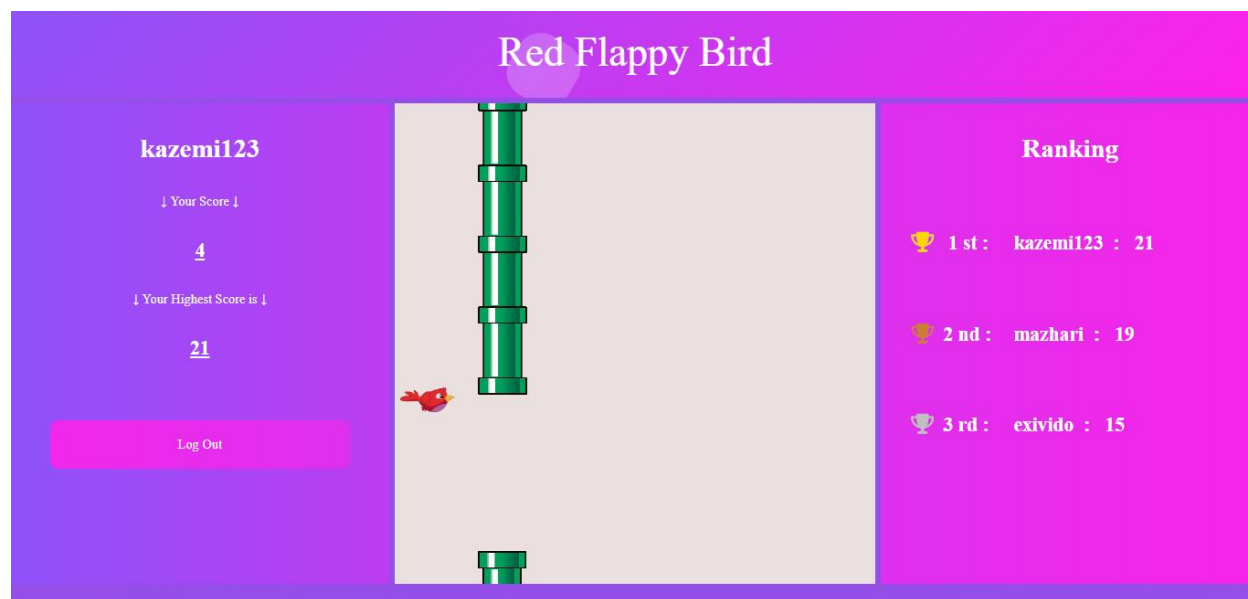 Red Flappy Bird
kazemi123
↓ Your Score ↓
4
↓ Your Highest Score is ↓
21
Log Out
Ranking
1 st : kazemi123 : 21
2 nd : mazhari : 19
3 rd : exivido : 15